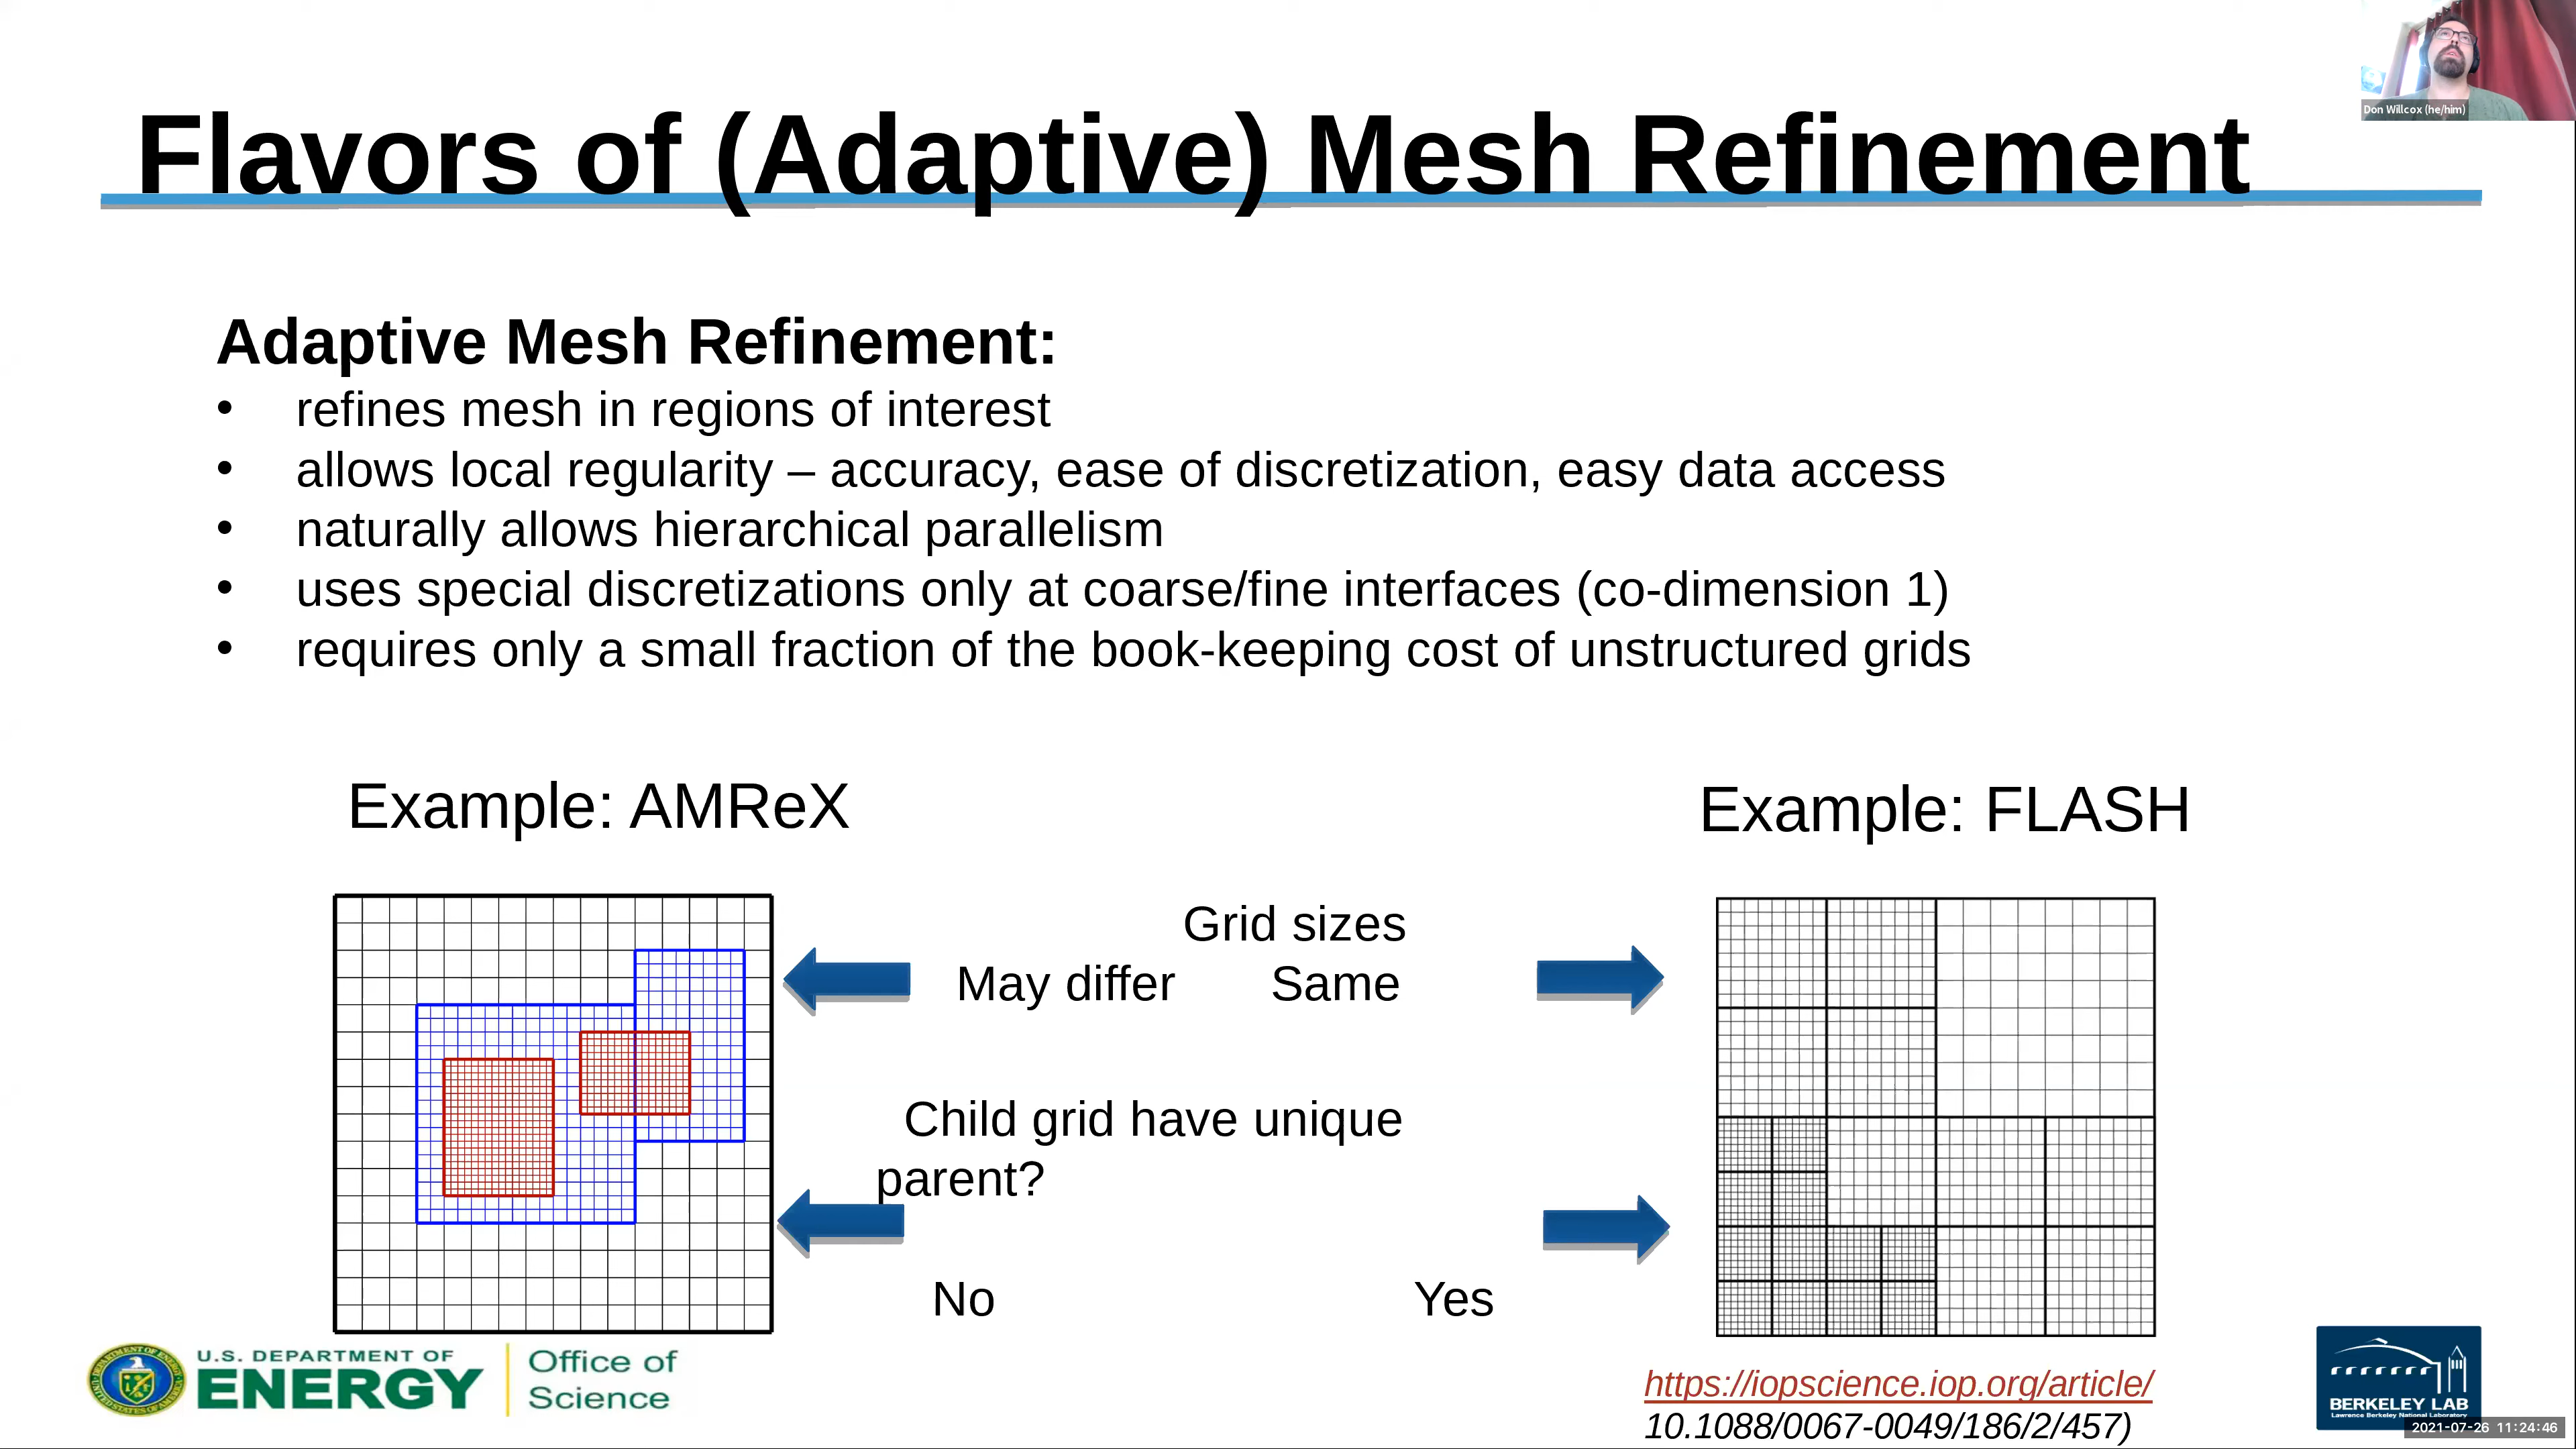 Don Willcox (he/him)
Flavors of (Adaptive) Mesh Refinement
Adaptive Mesh Refinement:
• refines mesh in regions of interest
• allows local regularity – accuracy, ease of discretization, easy data access
• naturally allows hierarchical parallelism
• uses special discretizations only at coarse/fine interfaces (co-dimension 1)
• requires only a small fraction of the book-keeping cost of unstructured grids
Example: AMReX
Example: FLASH
Grid sizes
May differ Same
Child grid have unique
parent?
No Yes
U.S. DEPARTMENT OF
ENERGY
Office of
Science
https://iopscience.iop.org/article/
10.1088/0067-0049/186/2/457)
BERKELEY LAB
Lawrence Berkeley National Laboratory
2021-07-26 11:24:46